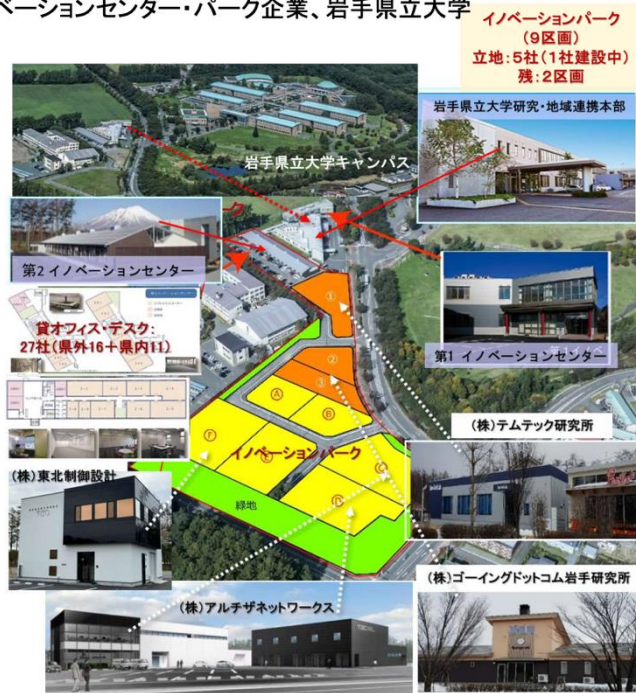 ベーションセンター・パーク企業、岩手県立大学
イノベーションパーク
(9区画)
立地:5社(1社建設中)
残:2区画
岩手県立大学研究・地域連携本部
岩手県立大学キャンパス
第2 イノベーションセンター
第1 イノベーションセンター
貸オフィス・デスク:
27社(県外16+県内11)
①
②
③
Ⓐ
Ⓑ
Ⓕ
イノベーションパーク
Ⓒ
Ⓓ
緑地
(株)テムテック研究所
(株)東北制御設計
(株)ゴーイングドットコム岩手研究所
(株)アルチザネットワークス